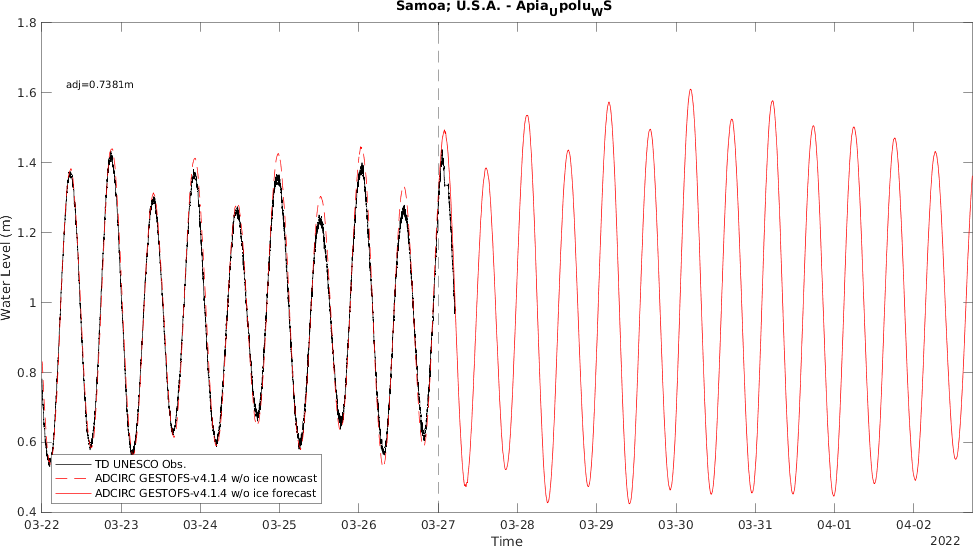 Samoa; U.S.A. - ApiaUpoluWS
1.8
1.6
1.4
1.2
1
0.8
0.6
0.4
Water Level (m)
adj=0.7381m
TD UNESCO Obs.
ADCIRC GESTOFS-v4.1.4 w/o ice nowcast
ADCIRC GESTOFS-v4.1.4 w/o ice forecast
03-22 03-23 03-24 03-25 03-26 03-27 03-28 03-29 03-30 03-31 04-01 04-02
Time
2022